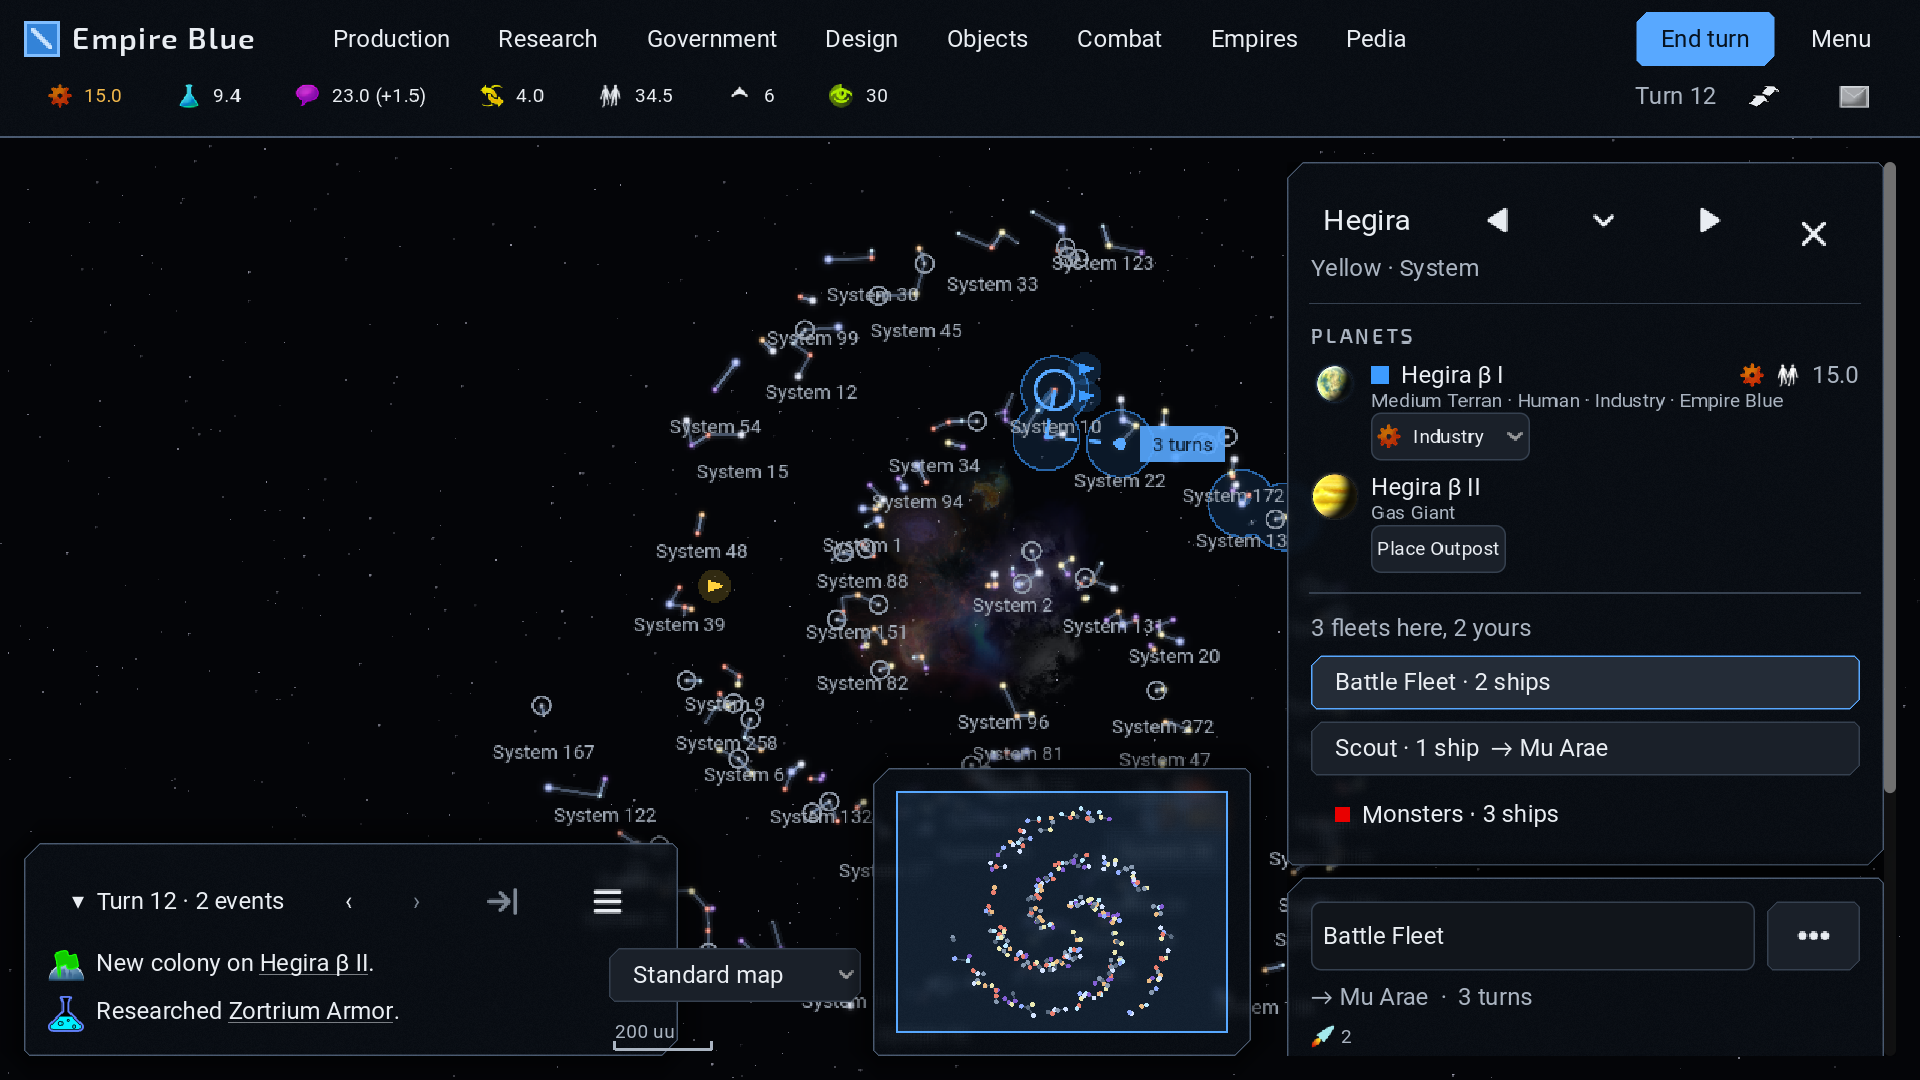 Empire Blue
Production
Research
Government
Design
Objects
Combat
Empires
Pedia
End turn
Menu
15.0
9.4
23.0 (+1.5)
4.0
34.5
6
30
Turn 12
System 33
System 123
System 30
System 45
System 99
System 12
System 54
System 15
System 10
System 34
System 22
3 turns
System 94
System 172
System 48
System 1
System 13
System 88
System 2
System 39
System 151
System 131
System 20
System 82
System 9
System 96
System 272
System 258
System 81
System 47
System 167
System 6
System 122
System 132
Hegira
Yellow · System
PLANETS
Hegira β I
15.0
Medium Terran · Human · Industry · Empire Blue
Industry
Hegira β II
Gas Giant
Place Outpost
3 fleets here, 2 yours
Battle Fleet · 2 ships
Scout · 1 ship → Mu Arae
Monsters · 3 ships
Battle Fleet
→ Mu Arae · 3 turns
2
Turn 12 · 2 events
New colony on Hegira β II.
Researched Zortrium Armor.
Standard map
200 uu